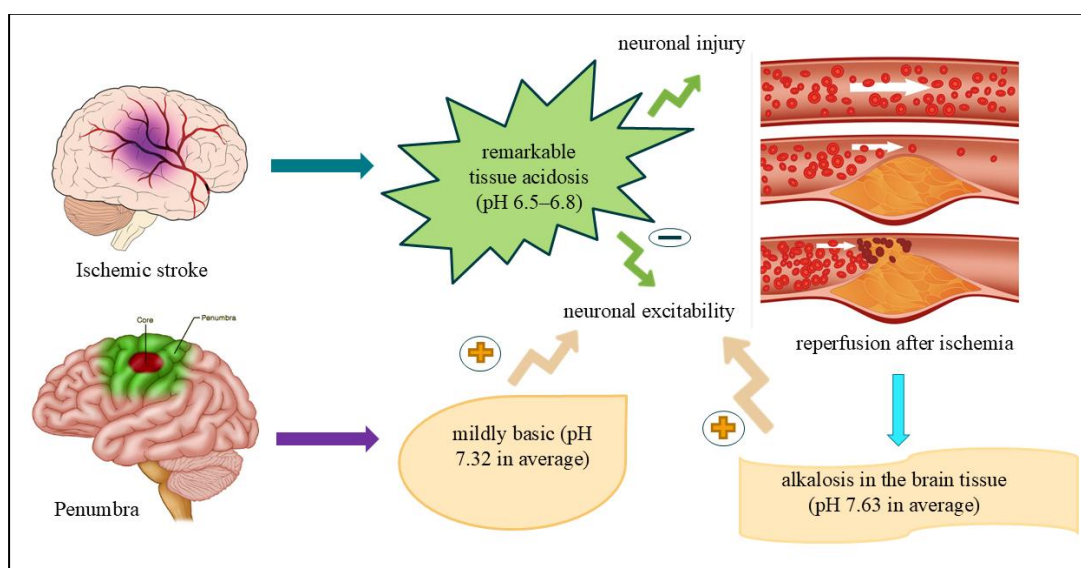 neuronal injury
remarkable
tissue acidosis
(pH 6.5–6.8)
Ischemic stroke
neuronal excitability
reperfusion after ischemia
Core
Penumbra
mildly basic (pH
7.32 in average)
alkalosis in the brain tissue
(pH 7.63 in average)
Penumbra